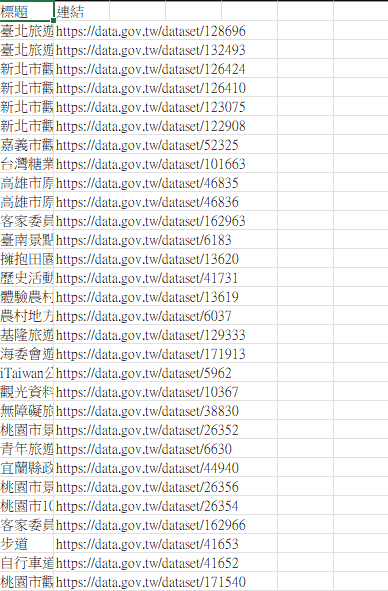 標題 連結
臺北旅遊 https://data.gov.tw/dataset/128696
臺北旅遊 https://data.gov.tw/dataset/132493
新北市觀 https://data.gov.tw/dataset/126424
新北市觀 https://data.gov.tw/dataset/126410
新北市觀 https://data.gov.tw/dataset/123075
新北市觀 https://data.gov.tw/dataset/122908
嘉義市觀 https://data.gov.tw/dataset/52325
台灣糖業 https://data.gov.tw/dataset/101663
高雄市原 https://data.gov.tw/dataset/46835
高雄市原 https://data.gov.tw/dataset/46836
客家委員 https://data.gov.tw/dataset/162963
臺南景點 https://data.gov.tw/dataset/6183
擁抱田園 https://data.gov.tw/dataset/13620
歷史活動 https://data.gov.tw/dataset/41731
體驗農村 https://data.gov.tw/dataset/13619
農村地方 https://data.gov.tw/dataset/6037
基隆旅遊 https://data.gov.tw/dataset/129333
海委會遊 https://data.gov.tw/dataset/171913
iTaiwan公 https://data.gov.tw/dataset/5962
觀光資料 https://data.gov.tw/dataset/10367
無障礙旅 https://data.gov.tw/dataset/38830
桃園市景 https://data.gov.tw/dataset/26352
青年旅遊 https://data.gov.tw/dataset/6630
宜蘭縣政 https://data.gov.tw/dataset/44940
桃園市景 https://data.gov.tw/dataset/26356
桃園市10 https://data.gov.tw/dataset/26354
客家委員 https://data.gov.tw/dataset/162966
步道 https://data.gov.tw/dataset/41653
自行車道 https://data.gov.tw/dataset/41652
桃園市觀 https://data.gov.tw/dataset/171540